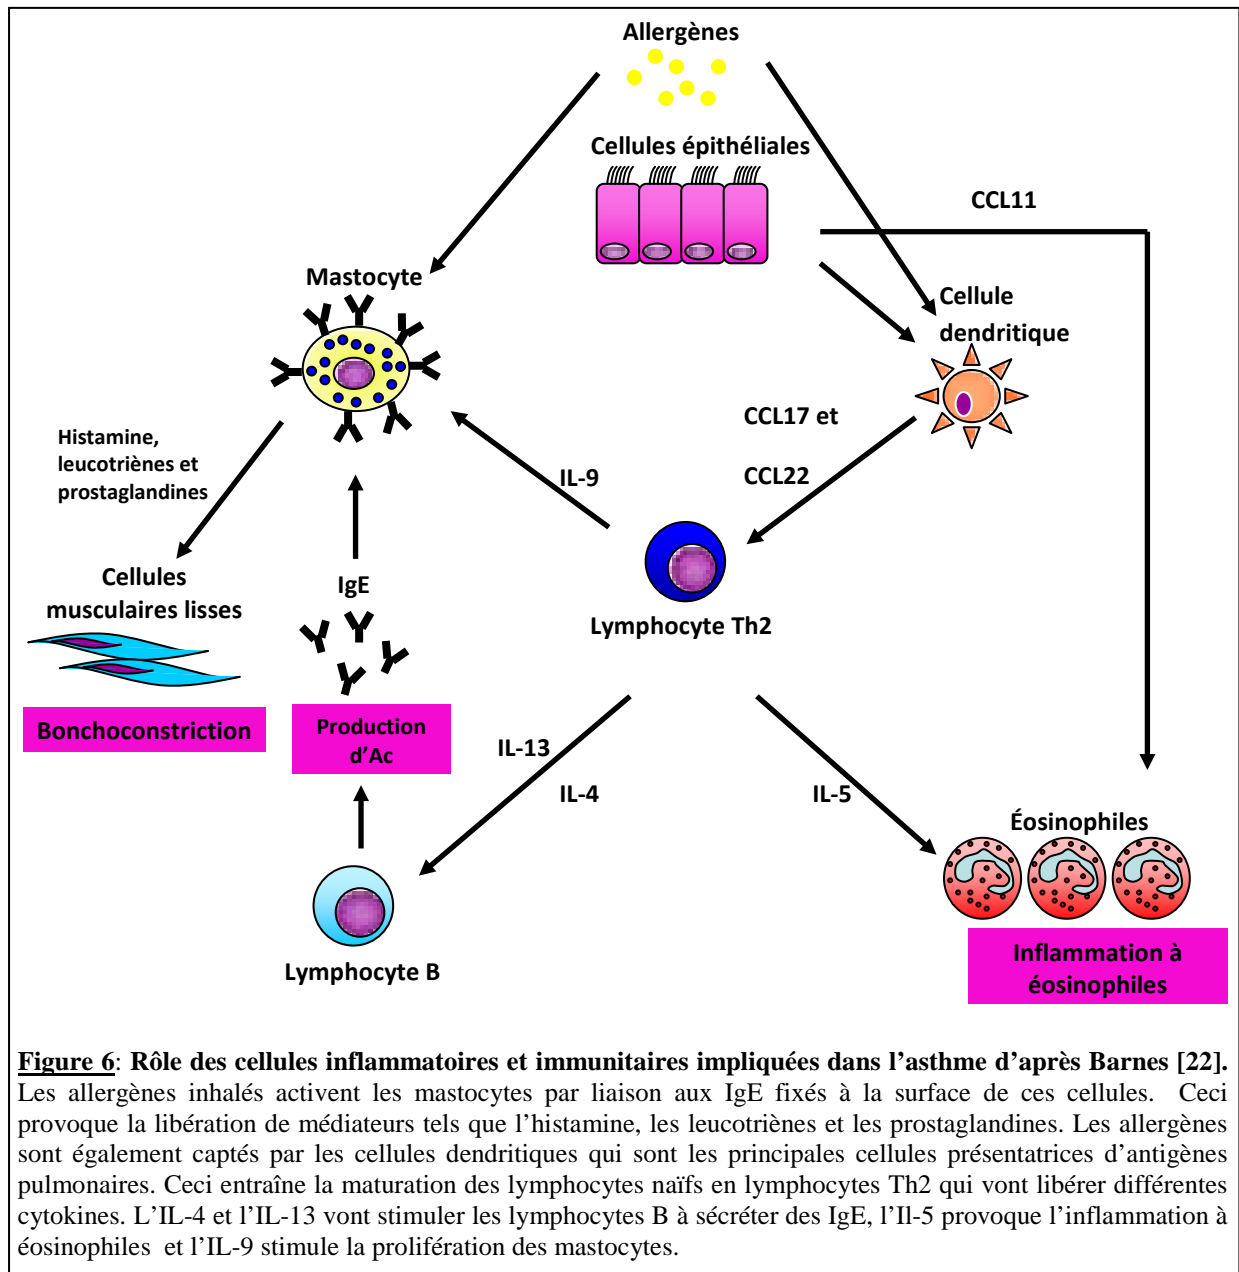 Allergènes
Cellules épithéliales
CCL11
Mastocyte
Cellule
dendritique
Histamine,
leucotriènes et
prostaglandines
CCL17 et
CCL22
IL-9
Cellules
musculaires lisses
IgE
Lymphocyte Th2
Bonchoconstriction
Production
d’Ac
IL-13
IL-4
IL-5
Éosinophiles
Lymphocyte B
Inflammation à
éosinophiles
Figure 6: Rôle des cellules inflammatoires et immunitaires impliquées dans l’asthme d’après Barnes [22].
Les allergènes inhalés activent les mastocytes par liaison aux IgE fixés à la surface de ces cellules. Ceci
provoque la libération de médiateurs tels que l’histamine, les leucotriènes et les prostaglandines. Les allergènes
sont également captés par les cellules dendritiques qui sont les principales cellules présentatrices d’antigènes
pulmonaires. Ceci entraîne la maturation des lymphocytes naïfs en lymphocytes Th2 qui vont libérer différentes
cytokines. L’IL-4 et l’IL-13 vont stimuler les lymphocytes B à sécréter des IgE, l’Il-5 provoque l’inflammation à
éosinophiles et l’IL-9 stimule la prolifération des mastocytes.